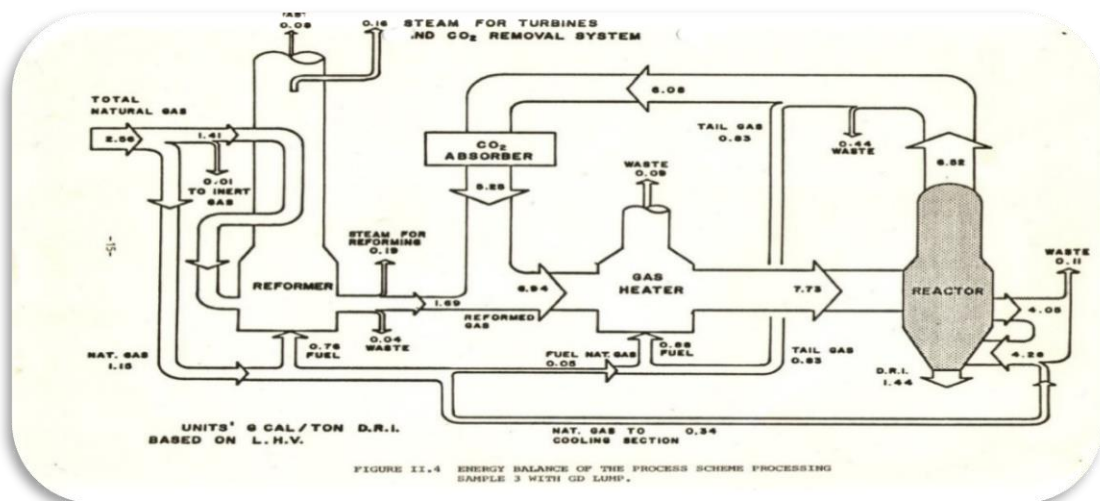 0.08
0.16 STEAM FOR TURBINES
ND CO₂ REMOVAL SYSTEM
TOTAL
NATURAL GAS
2.56
1.41
0.01
TO INERT
GAS
6.08
CO₂
ABSORBER
TAIL GAS
0.83
0.44
WASTE
6.52
5.25
WASTE
0.09
-15-
STEAM FOR
REFORMING
0.19
WASTE
0.11
REFORMER
GAS
HEATER
REACTOR
1.69
6.94
7.73
4.05
REFORMED
GAS
0.04
WASTE
NAT. GAS
1.15
0.76
FUEL
FUEL NAT. GAS
0.05
0.88
FUEL
TAIL GAS
0.83
4.28
D.R.I.
1.44
UNITS' G CAL/TON D.R.I.
BASED ON L.H.V.
NAT. GAS TO 0.34
COOLING SECTION
FIGURE II.4 ENERGY BALANCE OF THE PROCESS SCHEME PROCESSING
SAMPLE 3 WITH GD LUMP.